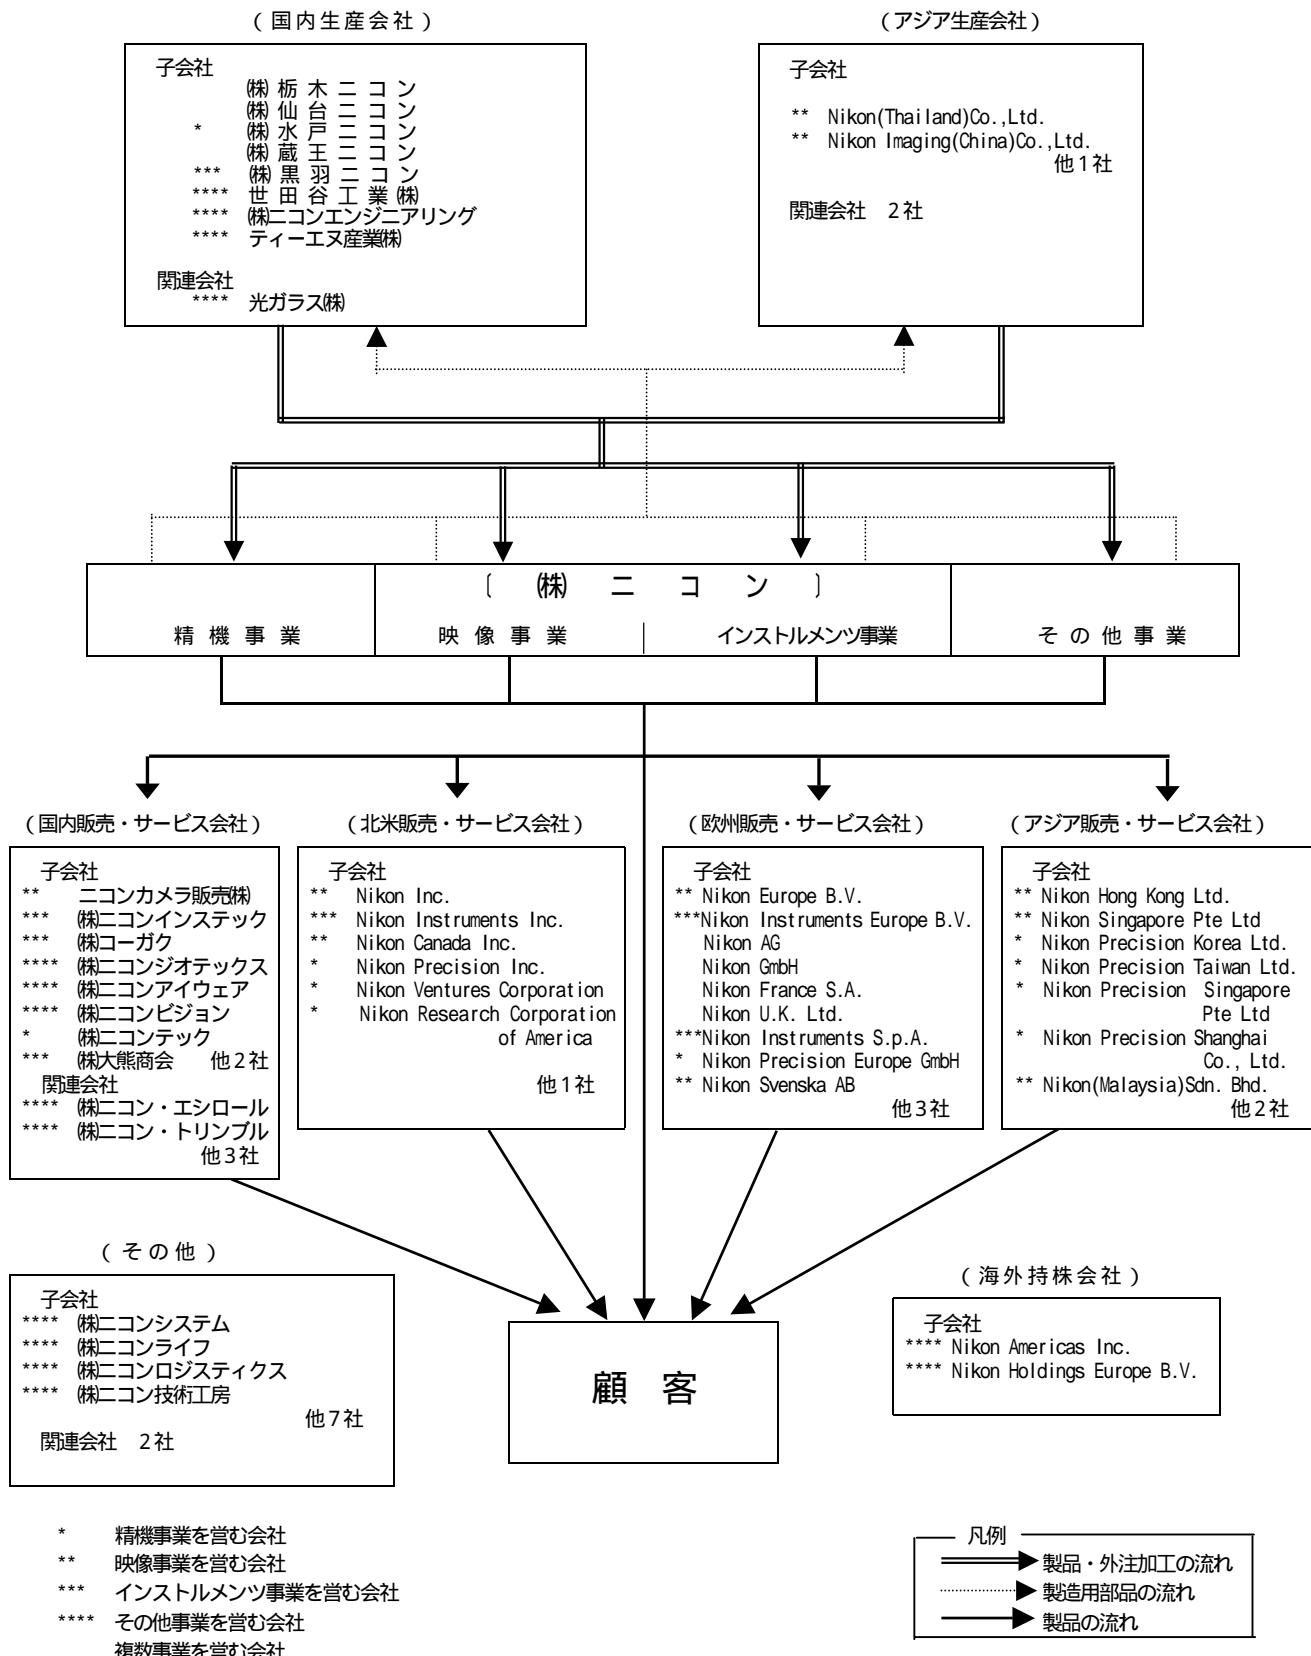 (国内生産会社)
子会社
㈱栃木ニコン
㈱仙台ニコン
* ㈱水戸ニコン
㈱蔵王ニコン
*** ㈱黒羽ニコン
**** 世田谷工業㈱
**** ㈱ニコンエンジニアリング
**** ティーエヌ産業㈱
関連会社
**** 光ガラス㈱
(アジア生産会社)
子会社
** Nikon(Thailand)Co.,Ltd.
** Nikon Imaging(China)Co.,Ltd.
他1社
関連会社 2社
〔 ㈱ ニ コ ン 〕
精機事業
映像事業
インストルメンツ事業
その他事業
(国内販売・サービス会社)
子会社
** ニコンカメラ販売㈱
*** ㈱ニコンインステック
*** ㈱コーガク
**** ㈱ニコンジオテックス
**** ㈱ニコンアイウェア
**** ㈱ニコンビジョン
* ㈱ニコンテック
*** ㈱大熊商会 他2社
関連会社
**** ㈱ニコン・エシロール
**** ㈱ニコン・トリンブル
他3社
(北米販売・サービス会社)
子会社
** Nikon Inc.
*** Nikon Instruments Inc.
** Nikon Canada Inc.
* Nikon Precision Inc.
* Nikon Ventures Corporation
* Nikon Research Corporation
of America
他1社
(欧州販売・サービス会社)
子会社
** Nikon Europe B.V.
***Nikon Instruments Europe B.V.
Nikon AG
Nikon GmbH
Nikon France S.A.
Nikon U.K. Ltd.
***Nikon Instruments S.p.A.
* Nikon Precision Europe GmbH
** Nikon Svenska AB
他3社
(アジア販売・サービス会社)
子会社
** Nikon Hong Kong Ltd.
** Nikon Singapore Pte Ltd
* Nikon Precision Korea Ltd.
* Nikon Precision Taiwan Ltd.
* Nikon Precision Singapore
Pte Ltd
* Nikon Precision Shanghai
Co., Ltd.
** Nikon(Malaysia)Sdn. Bhd.
他2社
(その他)
子会社
**** ㈱ニコンシステム
**** ㈱ニコンライフ
**** ㈱ニコンロジスティクス
**** ㈱ニコン技術工房
他7社
関連会社 2社
顧客
(海外持株会社)
子会社
**** Nikon Americas Inc.
**** Nikon Holdings Europe B.V.
* 精機事業を営む会社
** 映像事業を営む会社
*** インストルメンツ事業を営む会社
**** その他事業を営む会社
複数事業を営む会社
凡例
製品・外注加工の流れ
製造用部品の流れ
製品の流れ